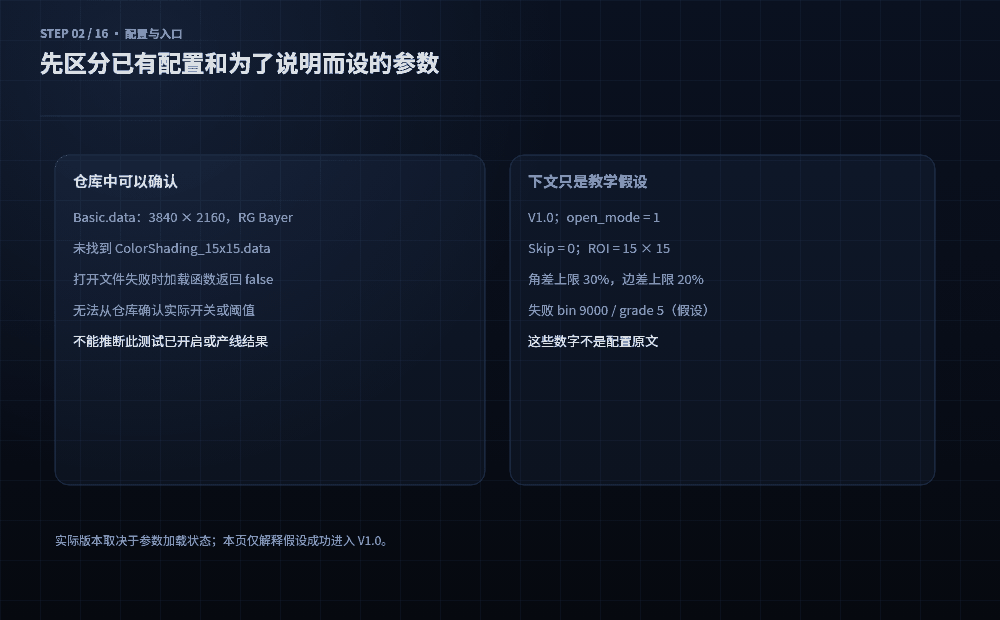 STEP 02 / 16 · 配置与入口
先区分已有配置和为了说明而设的参数
仓库中可以确认
Basic.data：3840 × 2160，RG Bayer
未找到 ColorShading_15x15.data
打开文件失败时加载函数返回 false
无法从仓库确认实际开关或阈值
不能推断此测试已开启或产线结果
下文只是教学假设
V1.0；open_mode = 1
Skip = 0；ROI = 15 × 15
角差上限 30%，边差上限 20%
失败 bin 9000 / grade 5（假设）
这些数字不是配置原文
实际版本取决于参数加载状态；本页仅解释假设成功进入 V1.0。